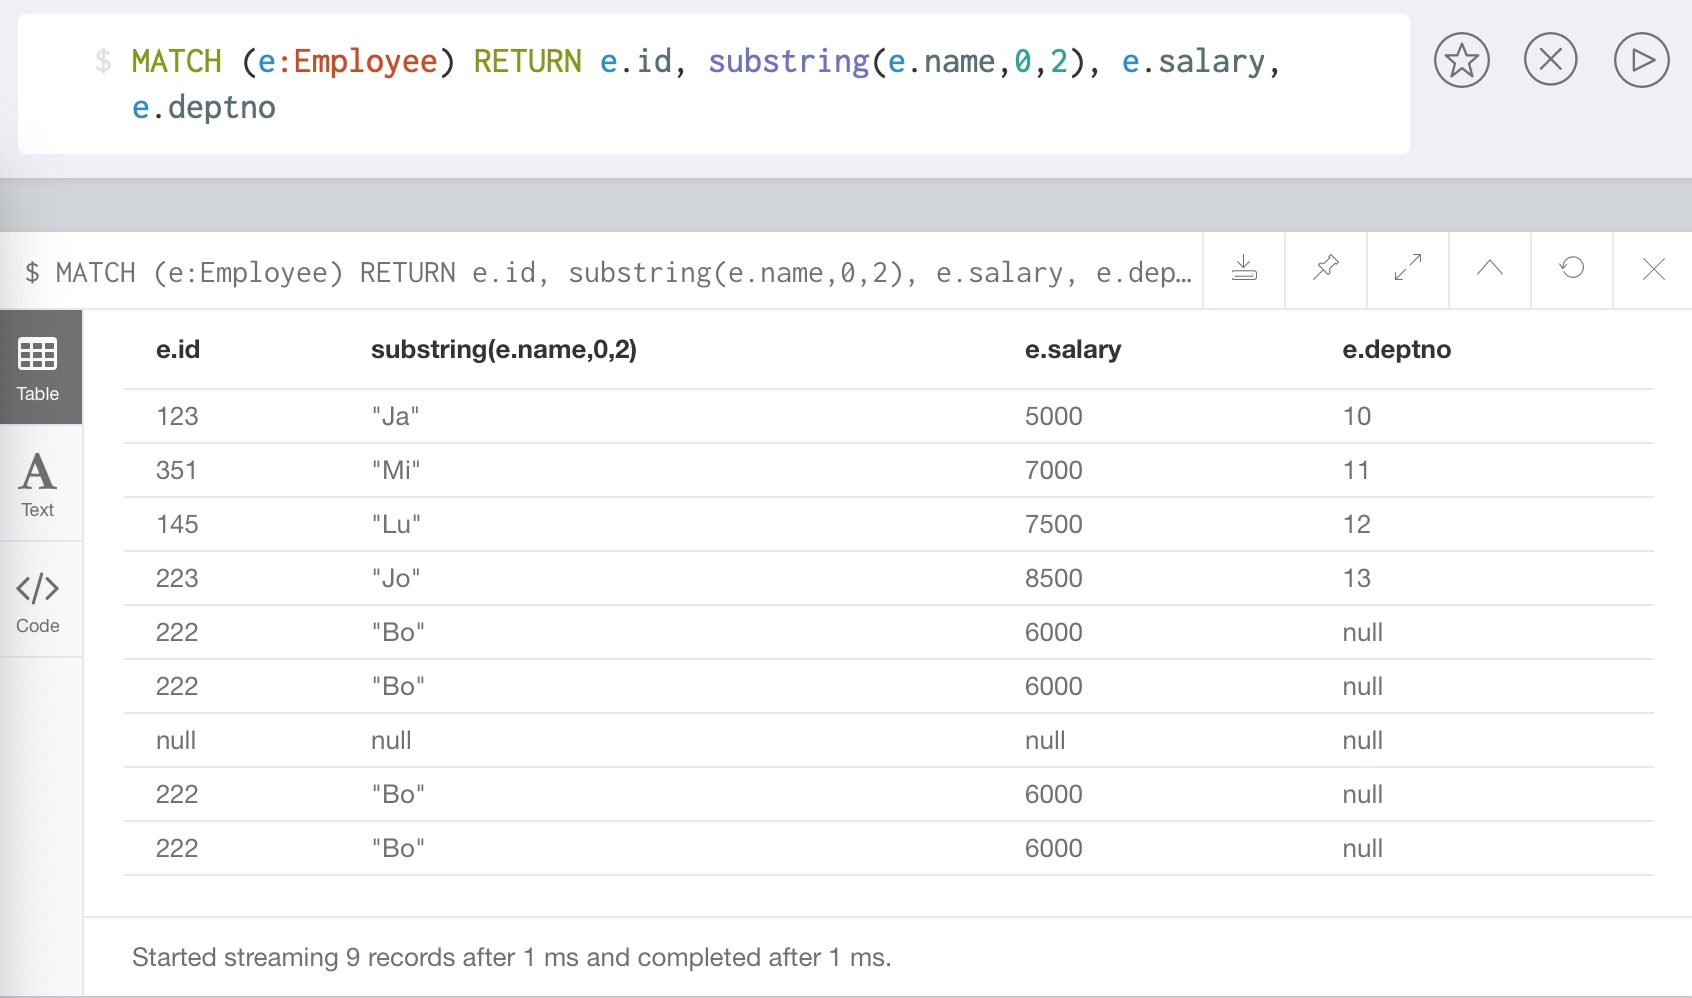 $ MATCH (e:Employee) RETURN e.id, substring(e.name,0,2), e.salary,
e.deptno
$ MATCH (e:Employee) RETURN e.id, substring(e.name,0,2), e.salary, e.dep…
Table
A
Text
</>
Code
e.id substring(e.name,0,2) e.salary e.deptno
123 "Ja" 5000 10
351 "Mi" 7000 11
145 "Lu" 7500 12
223 "Jo" 8500 13
222 "Bo" 6000 null
222 "Bo" 6000 null
null null null null
222 "Bo" 6000 null
222 "Bo" 6000 null
Started streaming 9 records after 1 ms and completed after 1 ms.